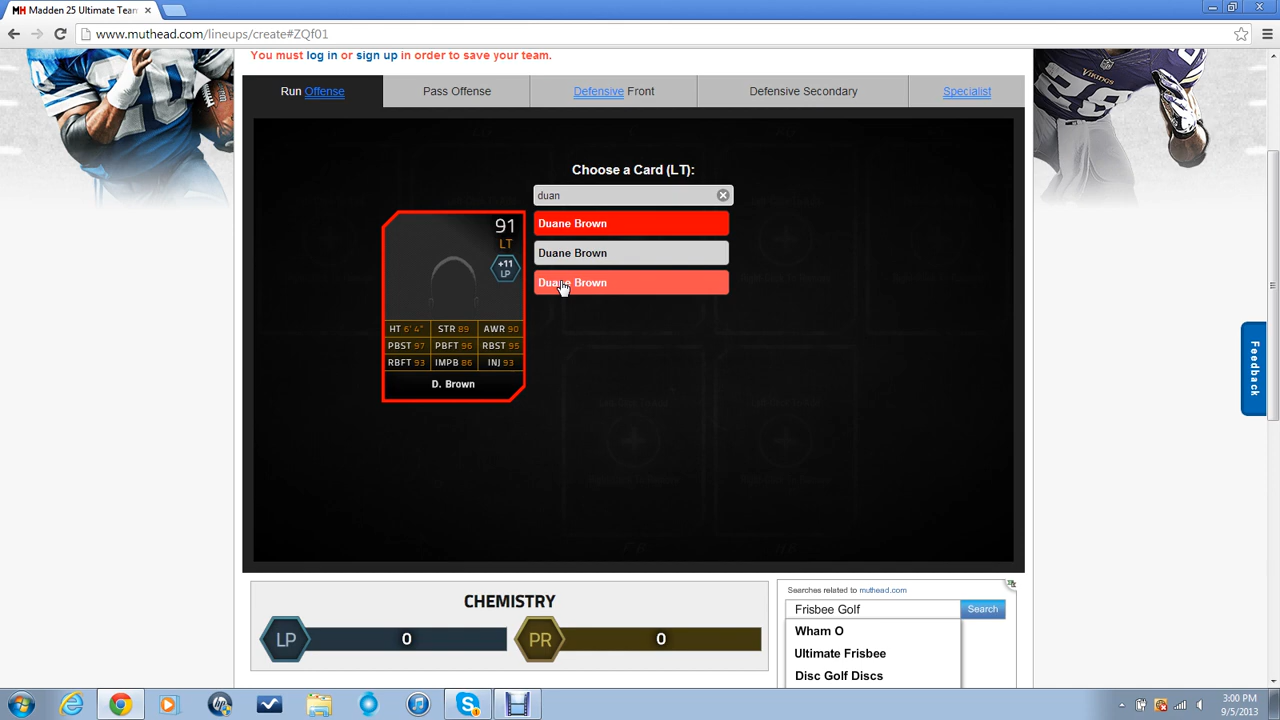 MH Madden 25 Ultimate Team
www.muthead.com/lineups/create#ZQf01
You must log in or sign up in order to save your team.
Run Offense
Pass Offense
Defensive Front
Defensive Secondary
Specialist
Choose a Card (LT):
duan
Duane Brown
Duane Brown
Duane Brown
91
LT
+11
LP
HT 6' 4" STR 89 AWR 90
PBST 97 PBFT 96 RBST 95
RBFT 93 IMPB 86 INJ 93
D. Brown
Feedback
CHEMISTRY
LP 0 PR 0
Searches related to muthead.com
Frisbee Golf Search
Wham O
Ultimate Frisbee
Disc Golf Discs
3:00 PM
9/5/2013